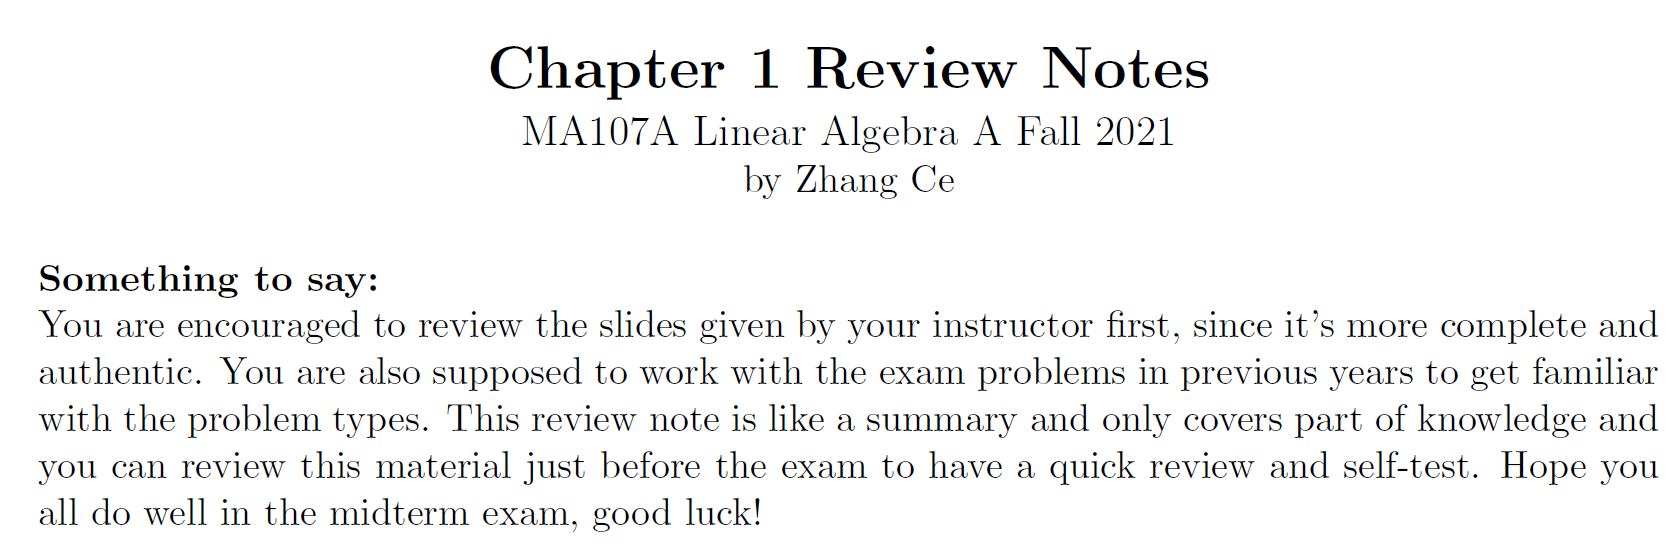 Chapter 1 Review Notes
MA107A Linear Algebra A Fall 2021
by Zhang Ce
Something to say:
You are encouraged to review the slides given by your instructor first, since it's more complete and
authentic. You are also supposed to work with the exam problems in previous years to get familiar
with the problem types. This review note is like a summary and only covers part of knowledge and
you can review this material just before the exam to have a quick review and self-test. Hope you
all do well in the midterm exam, good luck!